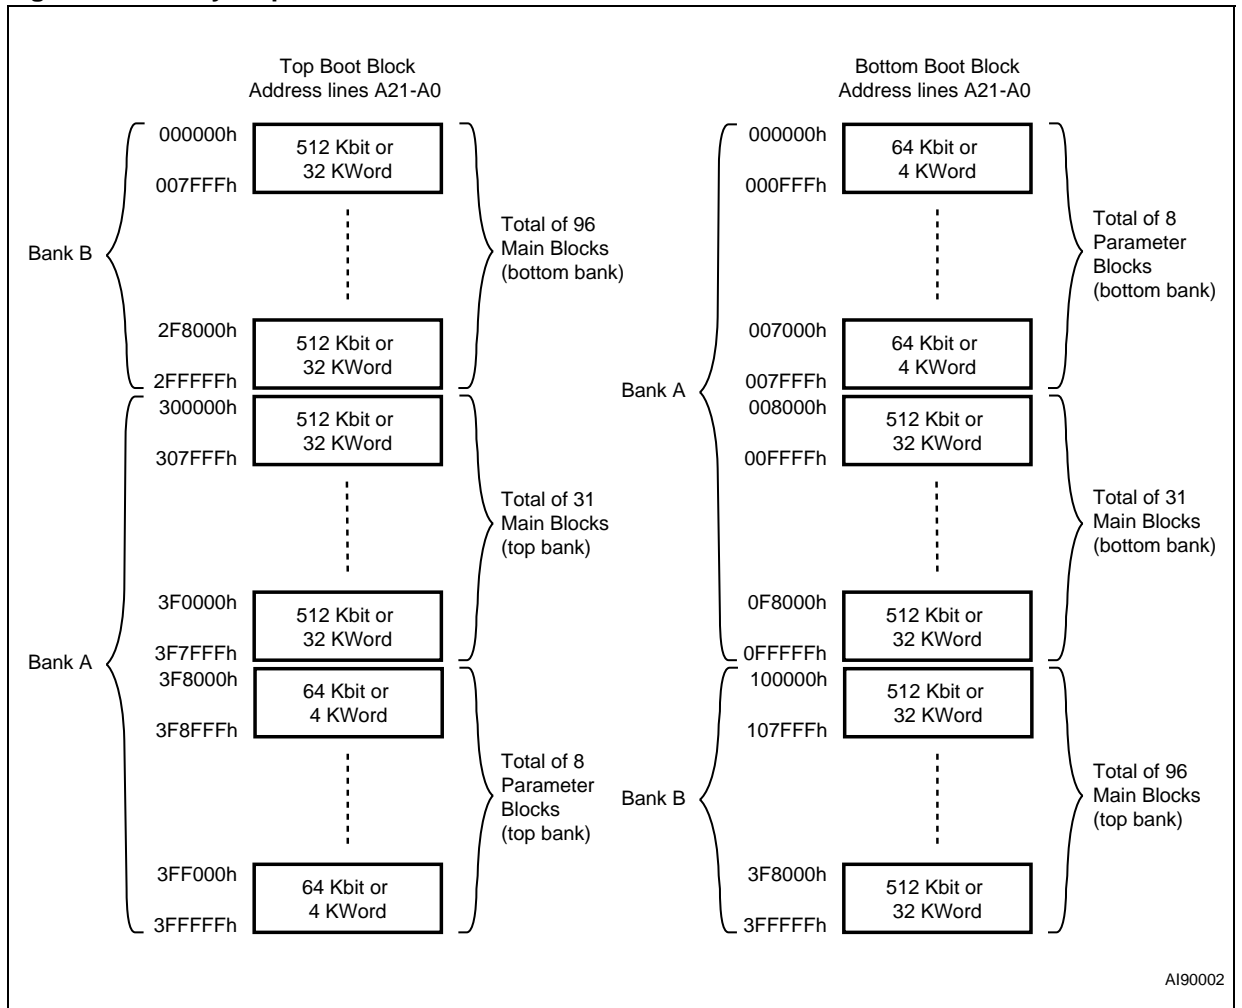 Top Boot Block
Address lines A21-A0
000000h
512 Kbit or
32 KWord
007FFFh
Total of 96
Main Blocks
(bottom bank)
Bank B
2F8000h
512 Kbit or
32 KWord
2FFFFFh
300000h
512 Kbit or
32 KWord
307FFFh
Total of 31
Main Blocks
(top bank)
3F0000h
512 Kbit or
32 KWord
3F7FFFh
Bank A
3F8000h
64 Kbit or
4 KWord
3F8FFFh
Total of 8
Parameter
Blocks
(top bank)
3FF000h
64 Kbit or
4 KWord
3FFFFFh
Bottom Boot Block
Address lines A21-A0
000000h
64 Kbit or
4 KWord
000FFFh
Total of 8
Parameter
Blocks
(bottom bank)
007000h
64 Kbit or
4 KWord
007FFFh
Bank A
008000h
512 Kbit or
32 KWord
00FFFFh
Total of 31
Main Blocks
(bottom bank)
0F8000h
512 Kbit or
32 KWord
0FFFFFh
100000h
512 Kbit or
32 KWord
107FFFh
Bank B
Total of 96
Main Blocks
(top bank)
3F8000h
512 Kbit or
32 KWord
3FFFFFh
AI90002